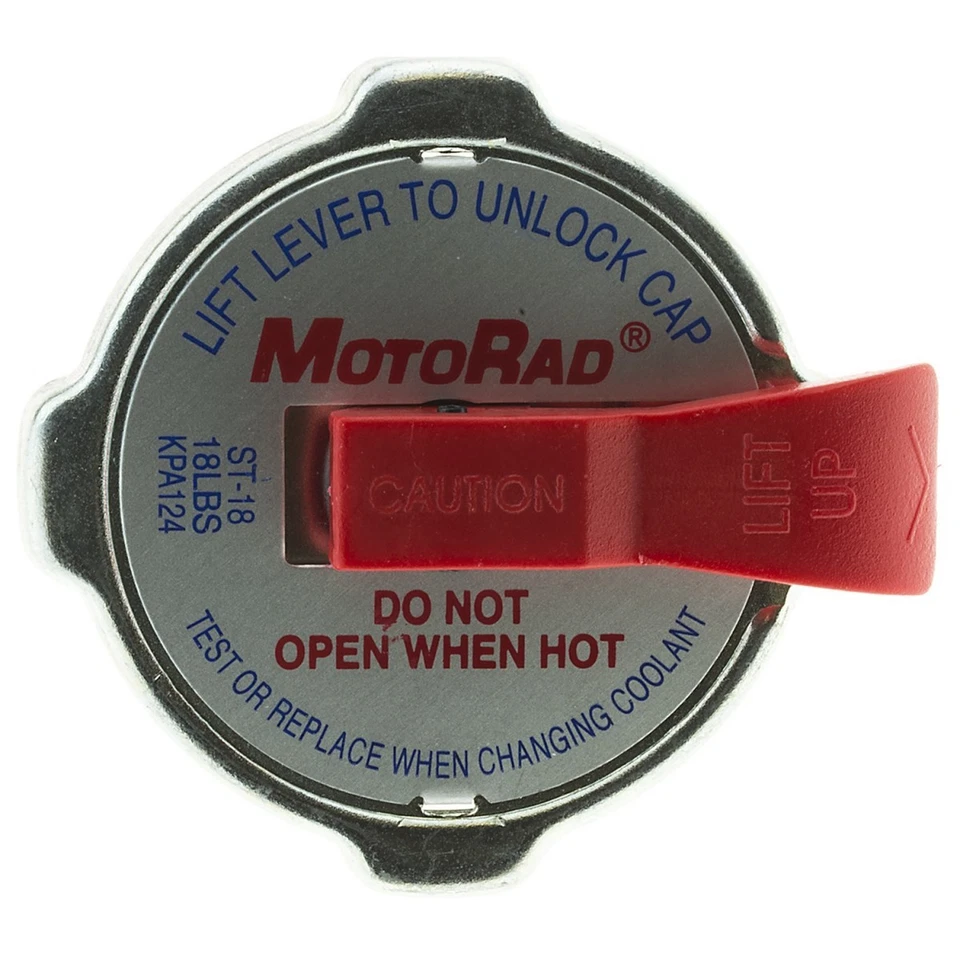 LIFT LEVER TO UNLOCK CAP
MOTORAD®
ST-18
18LBS
KPA124
CAUTION
LIFT
UP
DO NOT
OPEN WHEN HOT
TEST OR REPLACE WHEN CHANGING COOLANT